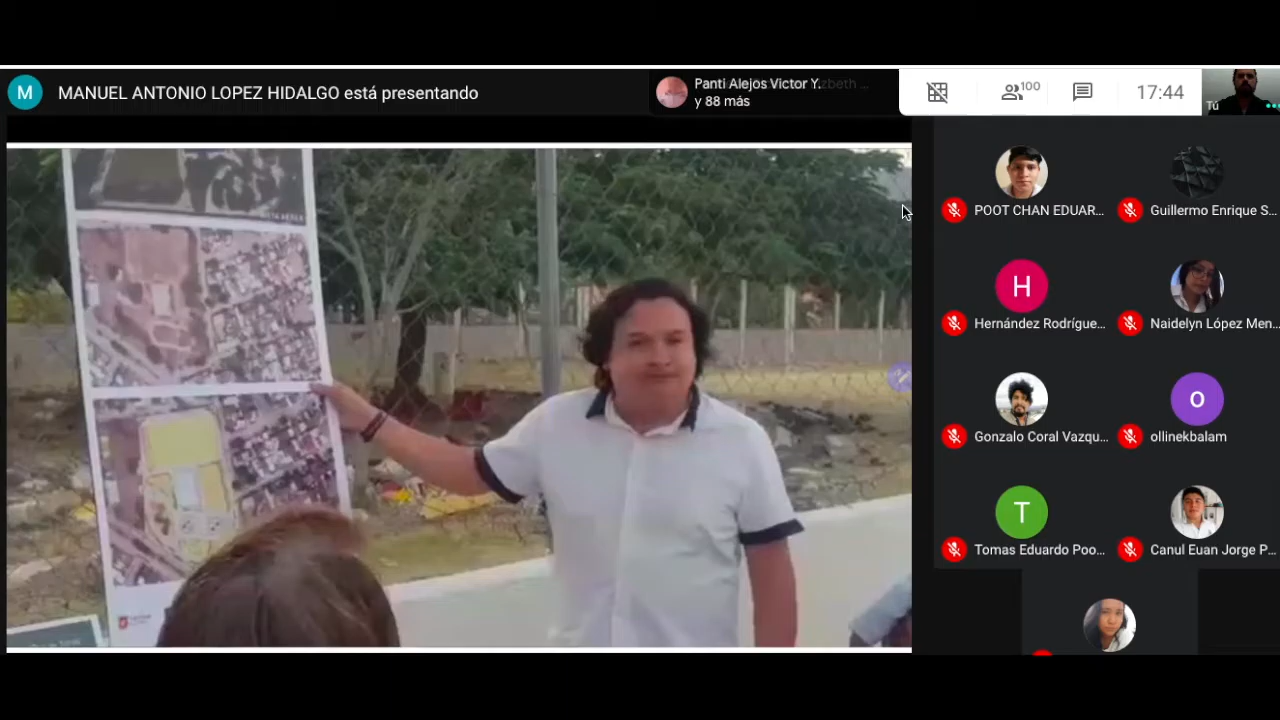 M
MANUEL ANTONIO LOPEZ HIDALGO está presentando
Panti Alejos Victor Y.
y 88 más
100
17:44
Tú
POOT CHAN EDUAR...
Guillermo Enrique S...
H
Hernández Rodrígue...
Naidelyn López Men...
Gonzalo Coral Vazqu...
o
ollinekbalam
T
Tomas Eduardo Poo...
Canul Euan Jorge P...